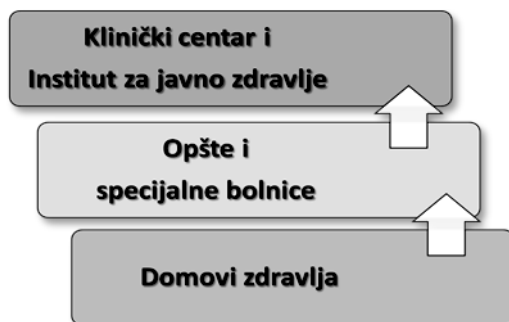 Klinički centar i
Institut za javno zdravlje
Opšte i
specijalne bolnice
Domovi zdravlja